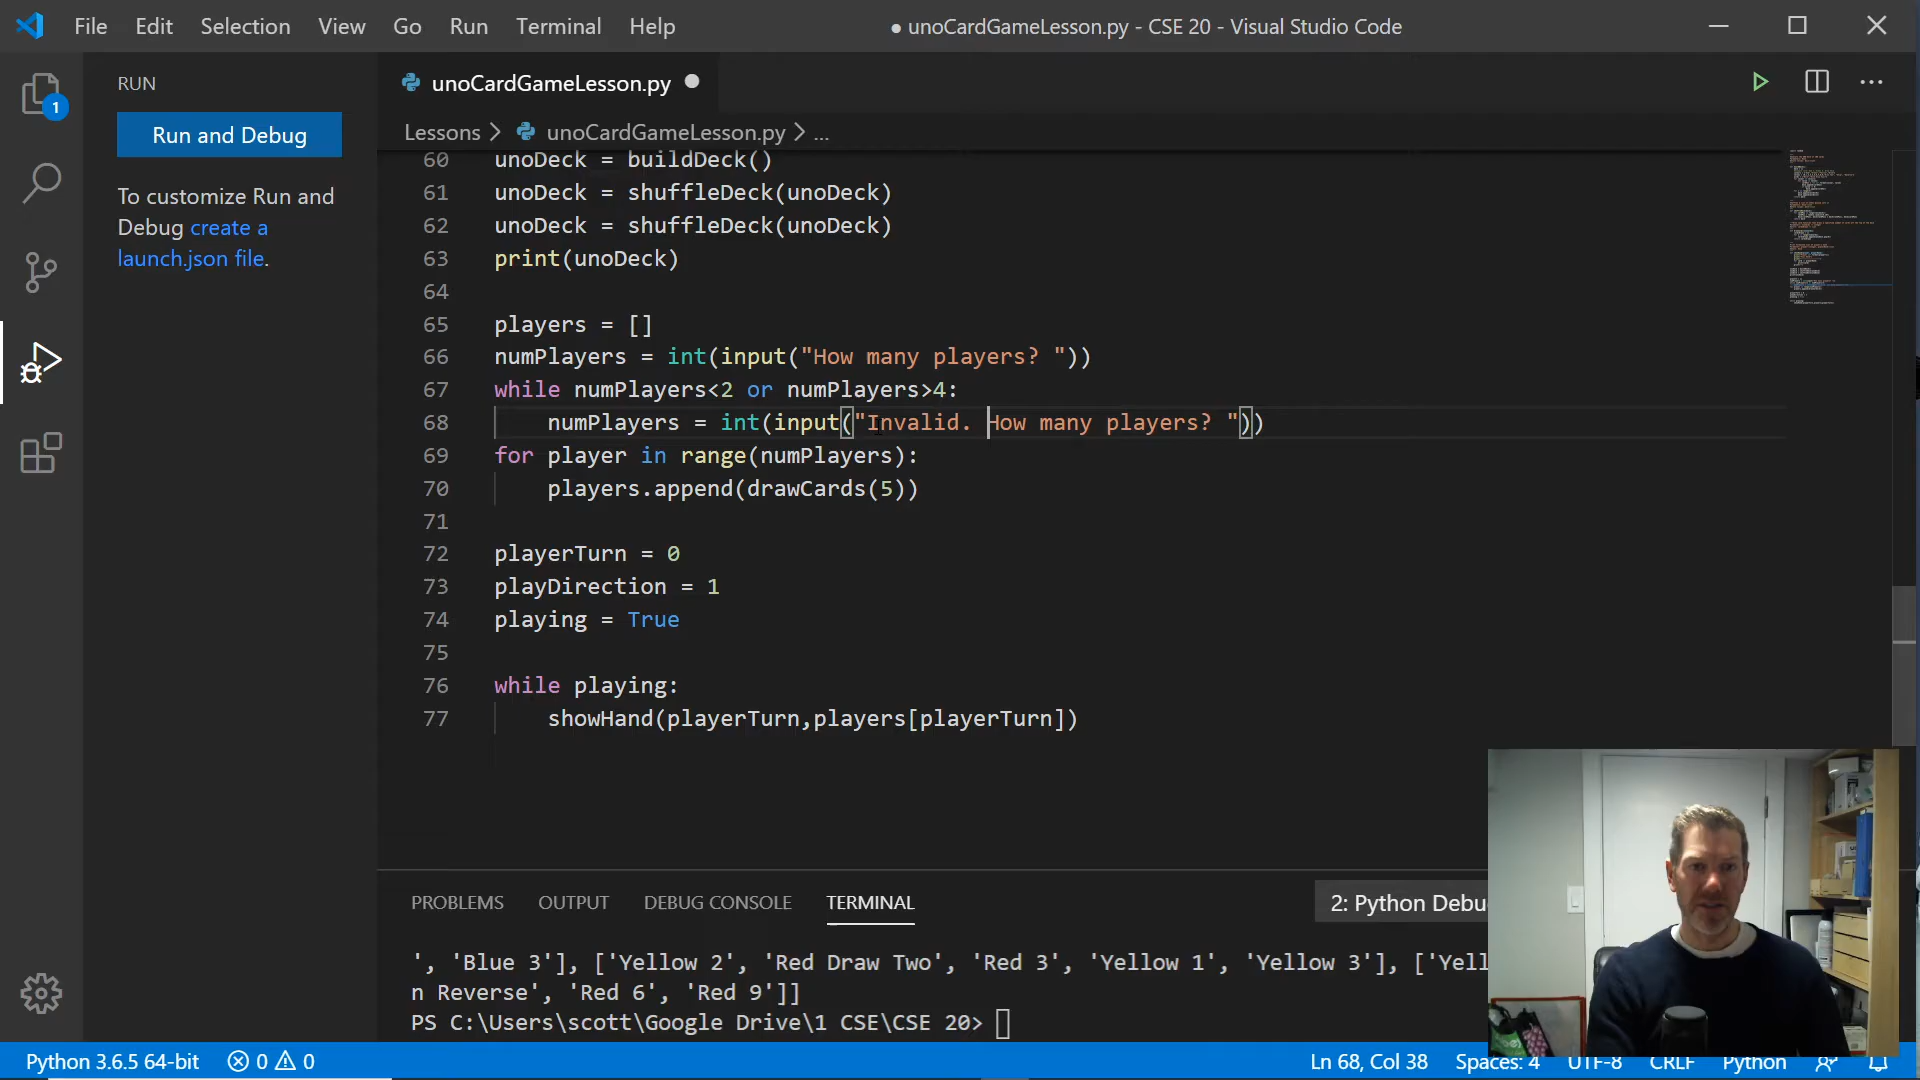 File Edit Selection View Go Run Terminal Help ● unoCardGameLesson.py - CSE 20 - Visual Studio Code
RUN
Run and Debug
To customize Run and
Debug create a
launch.json file.
1
unoCardGameLesson.py
Lessons > unoCardGameLesson.py > ...
60 unoDeck = buildDeck()
61 unoDeck = shuffleDeck(unoDeck)
62 unoDeck = shuffleDeck(unoDeck)
63 print(unoDeck)
64
65 players = []
66 numPlayers = int(input("How many players? "))
67 while numPlayers<2 or numPlayers>4:
68 numPlayers = int(input("Invalid. How many players? "))
69 for player in range(numPlayers):
70 players.append(drawCards(5))
71
72 playerTurn = 0
73 playDirection = 1
74 playing = True
75
76 while playing:
77 showHand(playerTurn,players[playerTurn])
PROBLEMS OUTPUT DEBUG CONSOLE TERMINAL 2: Python Debu
', 'Blue 3'], ['Yellow 2', 'Red Draw Two', 'Red 3', 'Yellow 1', 'Yellow 3'], ['Yell
n Reverse', 'Red 6', 'Red 9']]
PS C:\Users\scott\Google Drive\1 CSE\CSE 20>
Python 3.6.5 64-bit 0 0 Ln 68, Col 38 Spaces: 4 UTF-8 CRLF Python